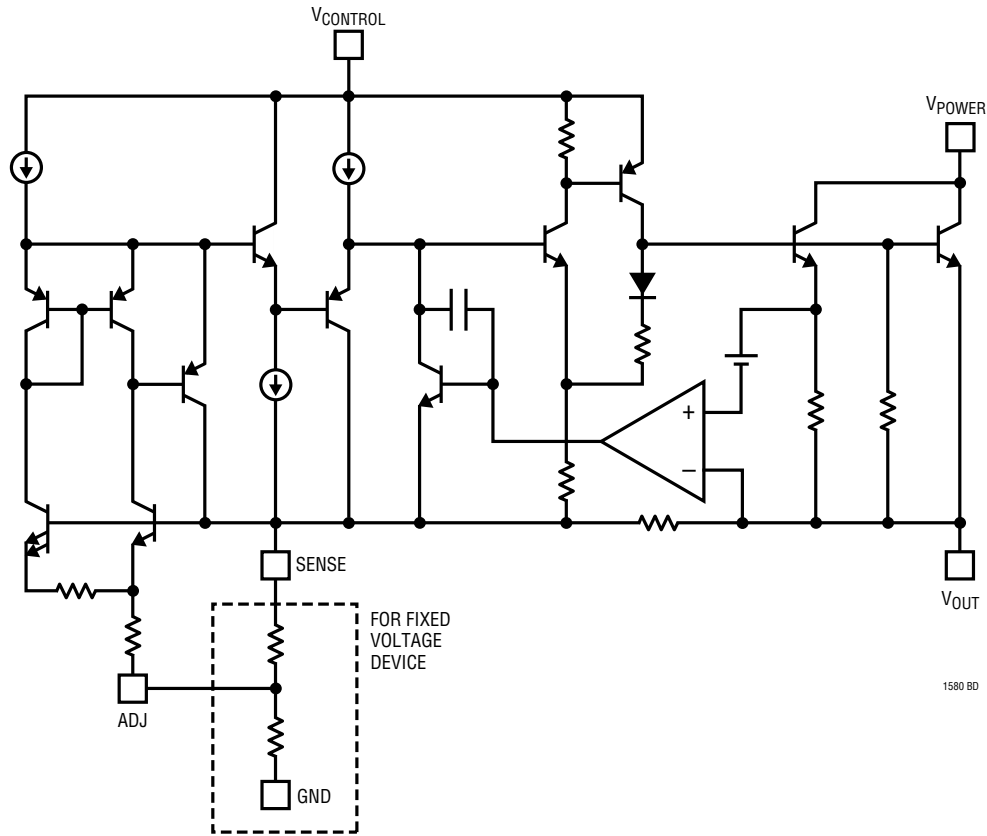 VCONTROL
VPOWER
+
–
SENSE
VOUT
FOR FIXED
VOLTAGE
DEVICE
ADJ
GND
1580 BD